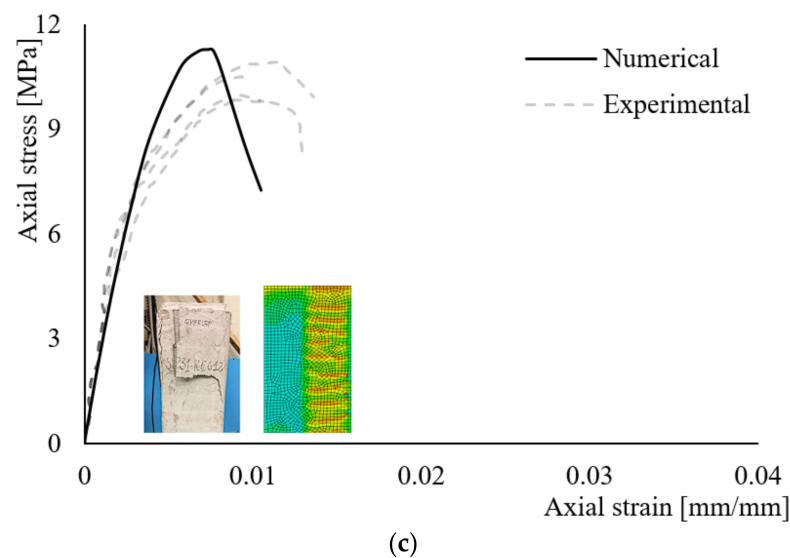 12
9
6
3
0
Axial stress [MPa]
Numerical
Experimental
OVERLAP
0
0.01
0.02
0.03
0.04
Axial strain [mm/mm]
(c)